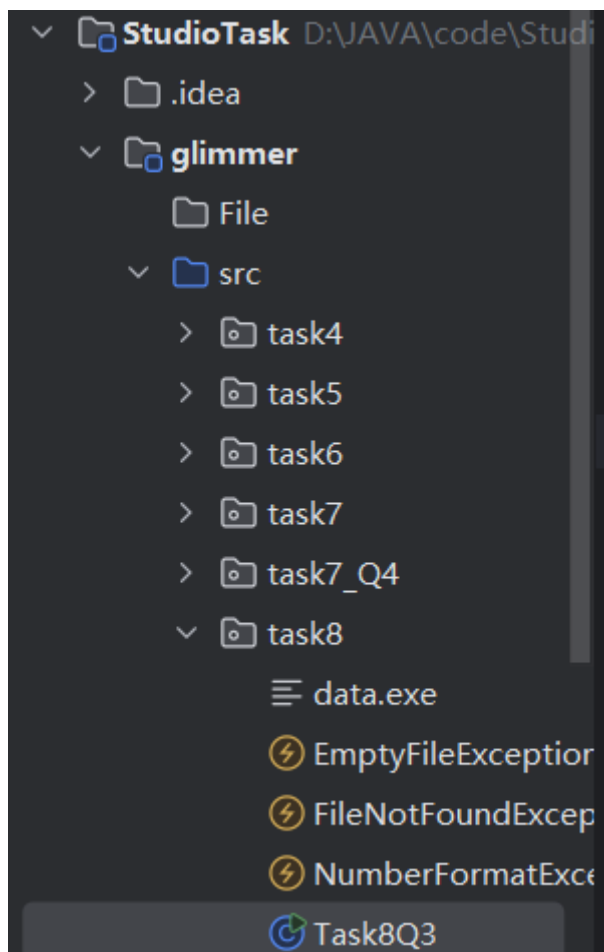 StudioTask D:\JAVA\code\Studi
.idea
glimmer
File
src
task4
task5
task6
task7
task7_Q4
task8
data.exe
EmptyFileException
FileNotFoundExcep
NumberFormatExce
Task8Q3